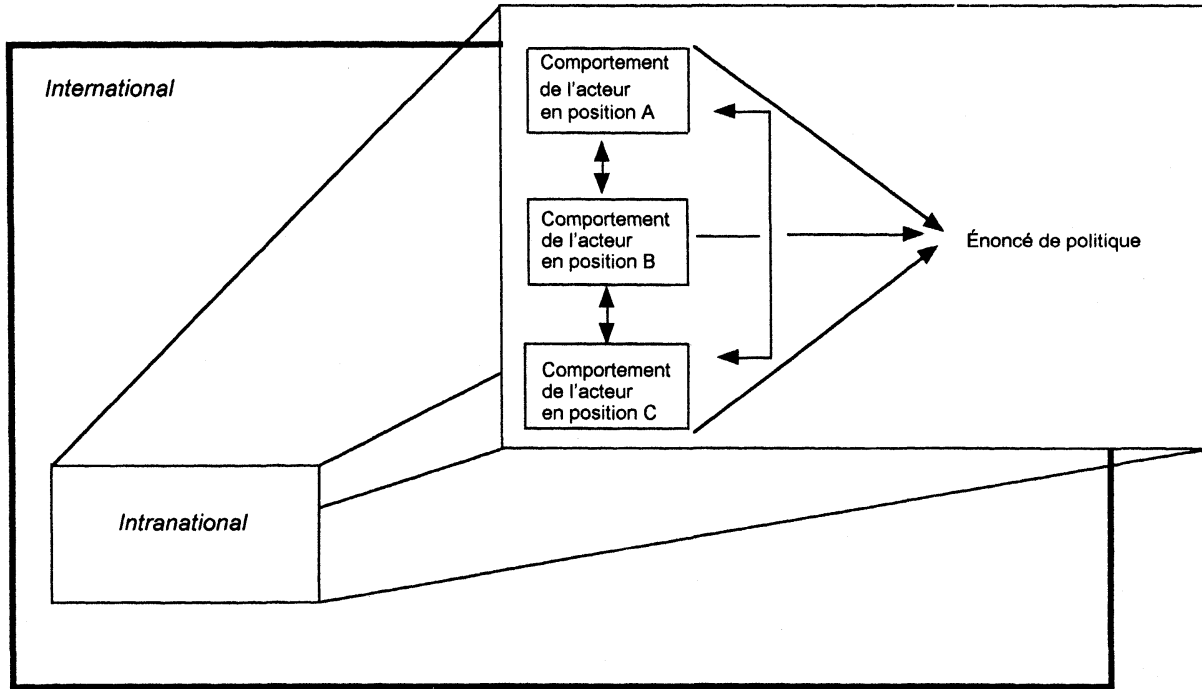 International
Comportement
de l'acteur
en position A
Comportement
de l'acteur
en position B
Énoncé de politique
Comportement
de l'acteur
en position C
Intranational